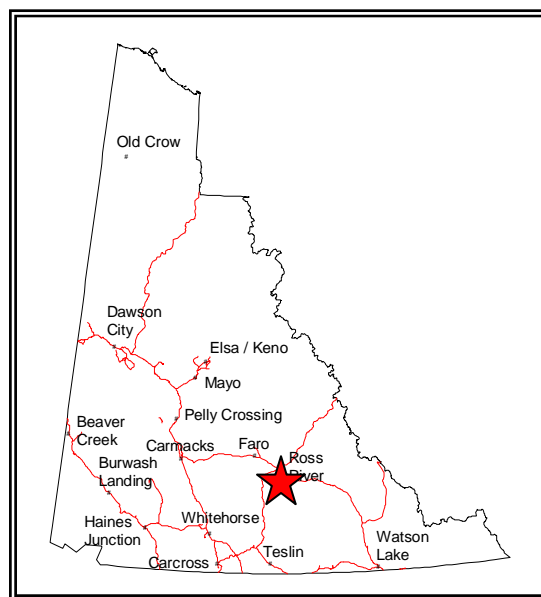 Old Crow
Dawson
City
Elsa / Keno
Mayo
Pelly Crossing
Beaver
Creek
Carmacks
Faro
Ross
River
Burwash
Landing
Haines
Junction
Whitehorse
Carcross
Teslin
Watson
Lake